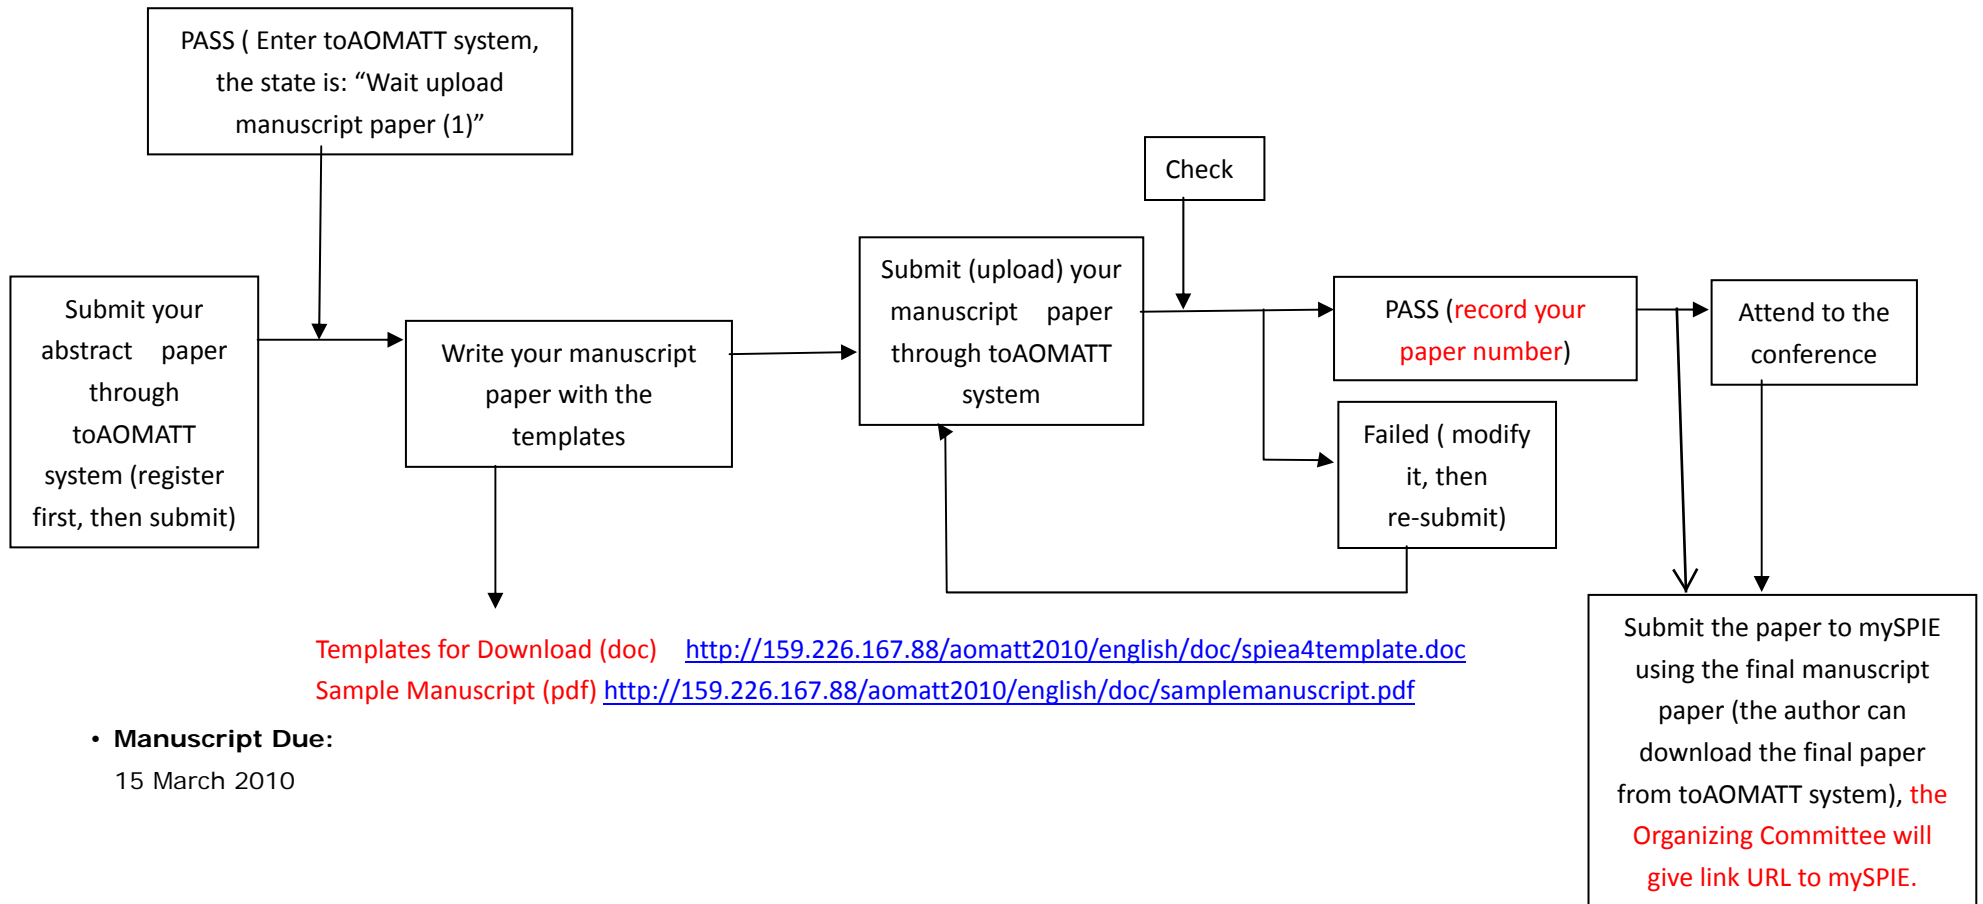 PASS ( Enter toAOMATT system,
the state is: “Wait upload
manuscript paper (1)”
Check
Submit your
abstract paper
through
toAOMATT
system (register
first, then submit)
Write your manuscript
paper with the
templates
Submit (upload) your
manuscript paper
through toAOMATT
system
PASS (record your
paper number)
Attend to the
conference
Failed ( modify
it, then
re-submit)
Templates for Download (doc) http://159.226.167.88/aomatt2010/english/doc/spiea4template.doc
Sample Manuscript (pdf) http://159.226.167.88/aomatt2010/english/doc/samplemanuscript.pdf
• Manuscript Due:
15 March 2010
Submit the paper to mySPIE
using the final manuscript
paper (the author can
download the final paper
from toAOMATT system), the
Organizing Committee will
give link URL to mySPIE.